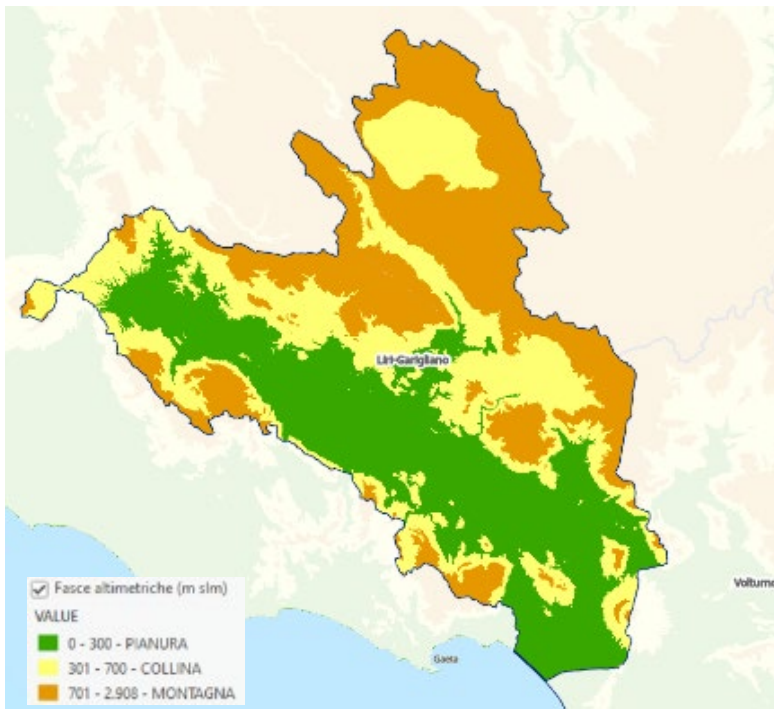 Liri-Garigliano
Volturno
Gaeta
Fasce altimetriche (m slm)
VALUE
0 - 300 - PIANURA
301 - 700 - COLLINA
701 - 2.908 - MONTAGNA